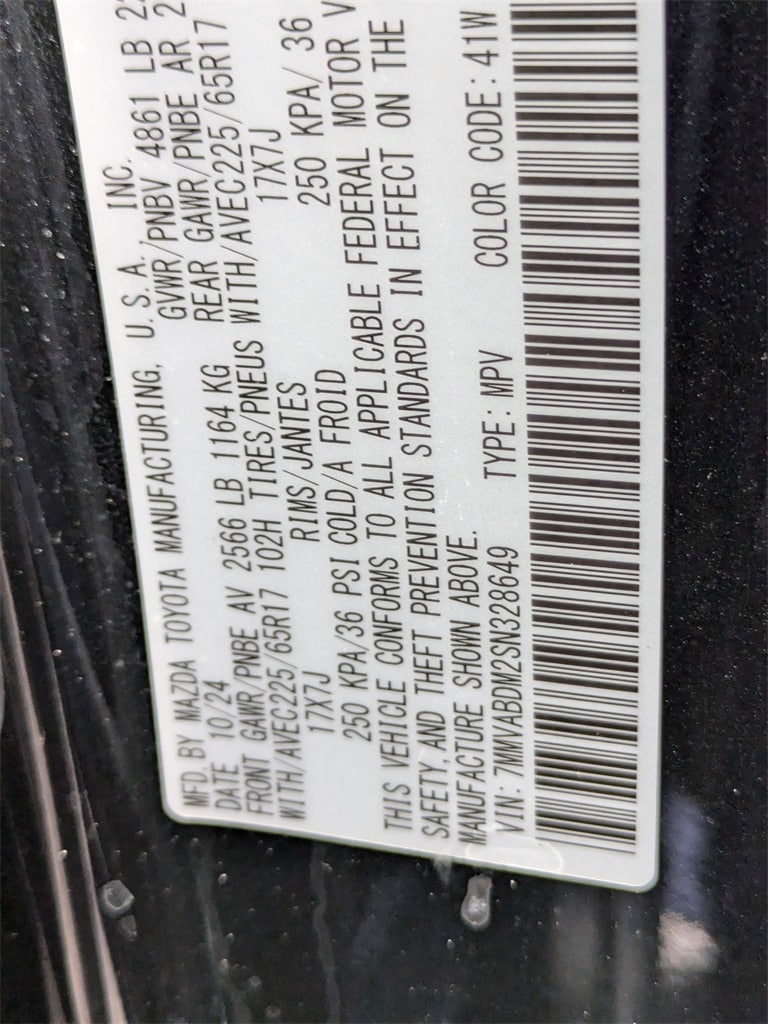 MFD. BY MAZDA TOYOTA MANUFACTURING, U.S.A., INC.
DATE 10/24 GVWR/PNBV 4861 LB
FRONT GAWR/PNBE AV 2566 LB 1164 KG REAR GAWR/PNBE AR
WITH/AVEC225/65R17 102H TIRES/PNEUS WITH/AVEC225/65R17
17X7J RIMS/JANTES 17X7J
250 KPA/36 PSI COLD/A FROID 250 KPA/ 36
THIS VEHICLE CONFORMS TO ALL APPLICABLE FEDERAL MOTOR
SAFETY, AND THEFT PREVENTION STANDARDS IN EFFECT ON THE
MANUFACTURE SHOWN ABOVE.
VIN: 7MMVABDM2SN328649 TYPE: MPV COLOR CODE: 41W